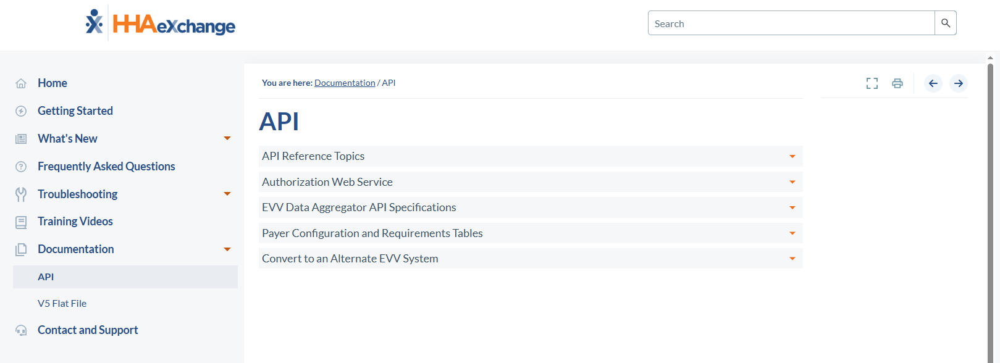 HHAeXchange
Search
Home
Getting Started
What's New
Frequently Asked Questions
Troubleshooting
Training Videos
Documentation
API
V5 Flat File
Contact and Support
You are here: Documentation / API
API
API Reference Topics
Authorization Web Service
EVV Data Aggregator API Specifications
Payer Configuration and Requirements Tables
Convert to an Alternate EVV System